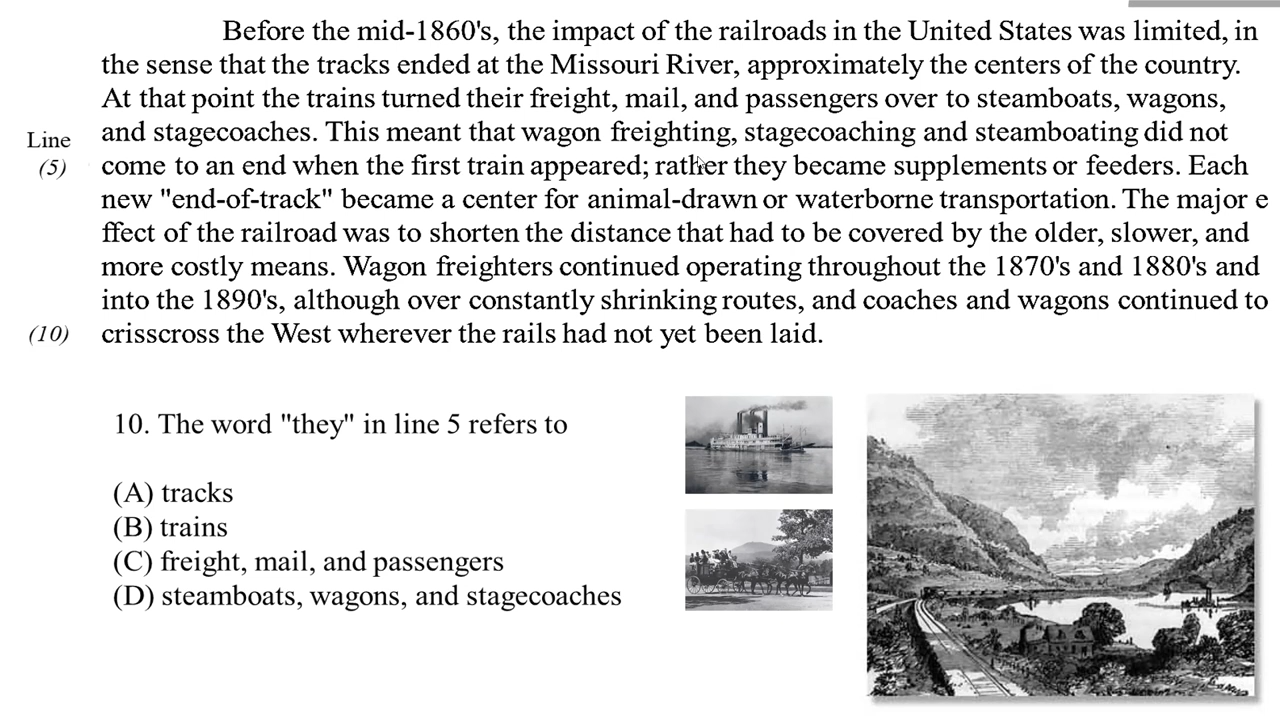 Before the mid-1860's, the impact of the railroads in the United States was limited, in
the sense that the tracks ended at the Missouri River, approximately the centers of the country.
At that point the trains turned their freight, mail, and passengers over to steamboats, wagons,
Line and stagecoaches. This meant that wagon freighting, stagecoaching and steamboating did not
(5) come to an end when the first train appeared; rather they became supplements or feeders. Each
new "end-of-track" became a center for animal-drawn or waterborne transportation. The major e
ffect of the railroad was to shorten the distance that had to be covered by the older, slower, and
more costly means. Wagon freighters continued operating throughout the 1870's and 1880's and
into the 1890's, although over constantly shrinking routes, and coaches and wagons continued to
(10) crisscross the West wherever the rails had not yet been laid.
10. The word "they" in line 5 refers to
(A) tracks
(B) trains
(C) freight, mail, and passengers
(D) steamboats, wagons, and stagecoaches